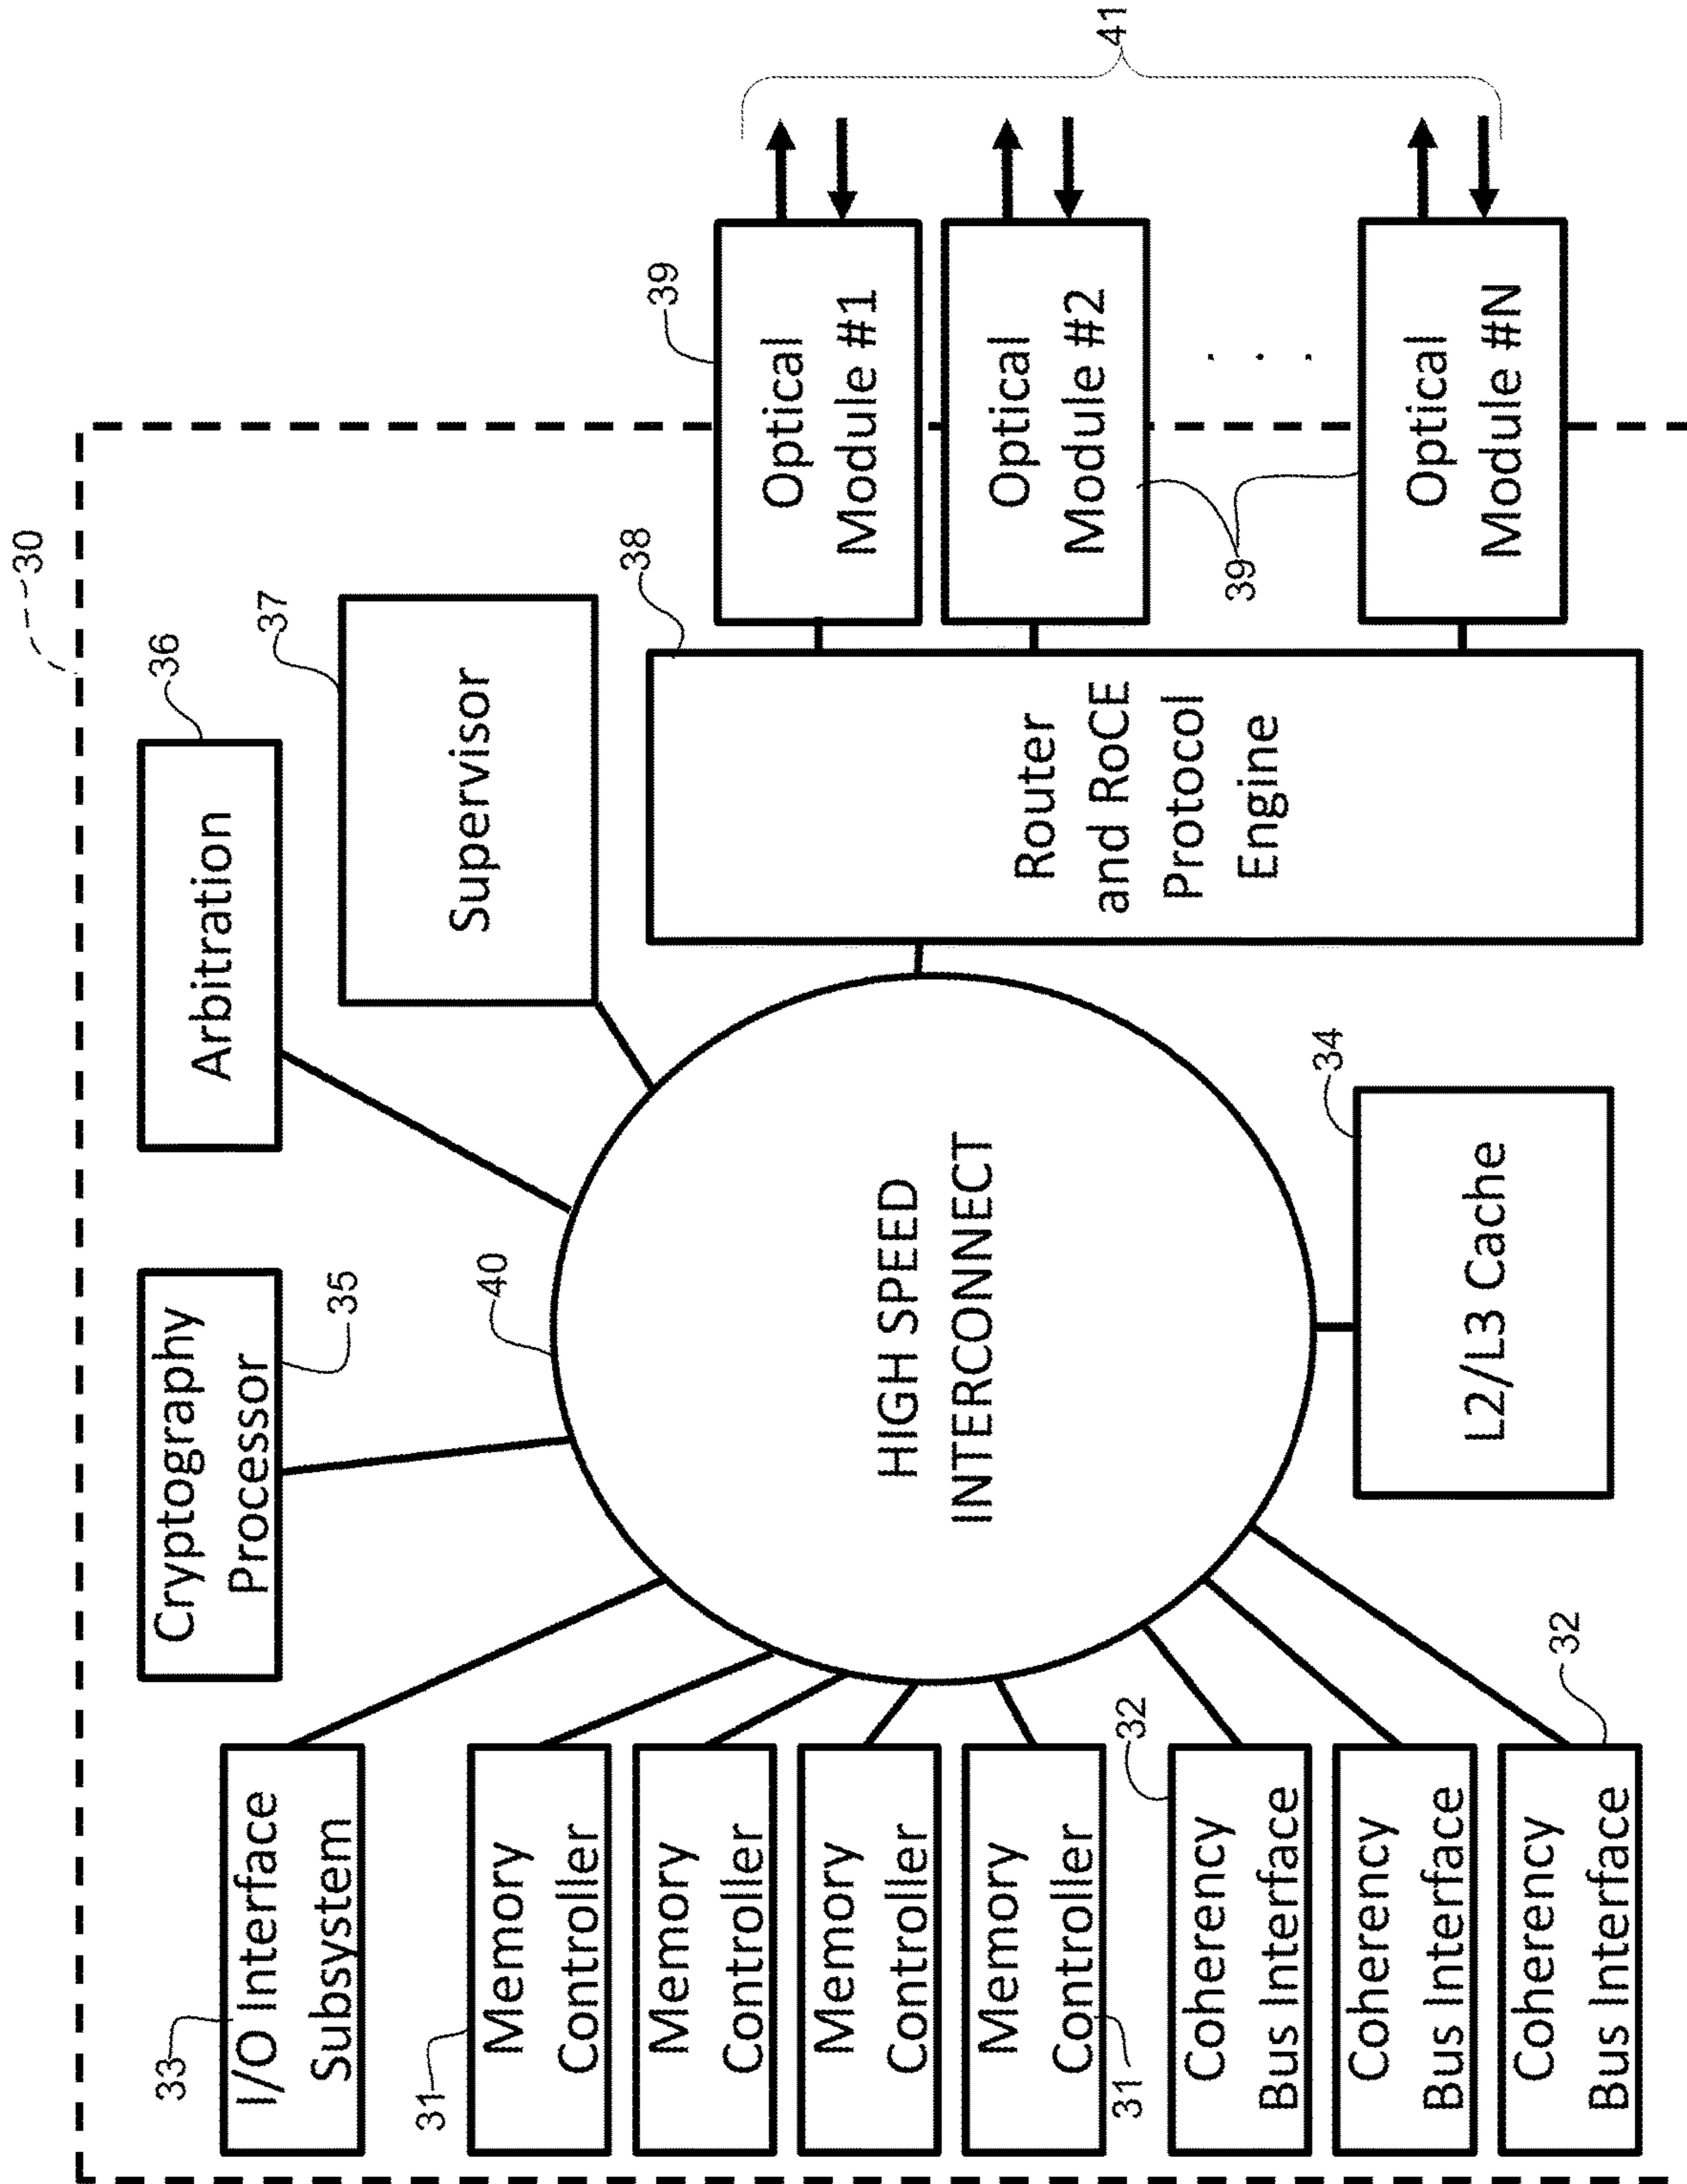 30
36
Arbitration
37
Supervisor
Cryptography
Processor
35
33
I/O Interface
Subsystem
31
Memory
Controller
Memory
Controller
Memory
Controller
Memory
Controller
31
32
Coherency
Bus Interface
Coherency
Bus Interface
Coherency
Bus Interface
32
40
HIGH SPEED
INTERCONNECT
34
L2/L3 Cache
38
Router
and RoCE
Protocol
Engine
39
Optical
Module #1
Optical
Module #2
39
. . .
Optical
Module #N
41